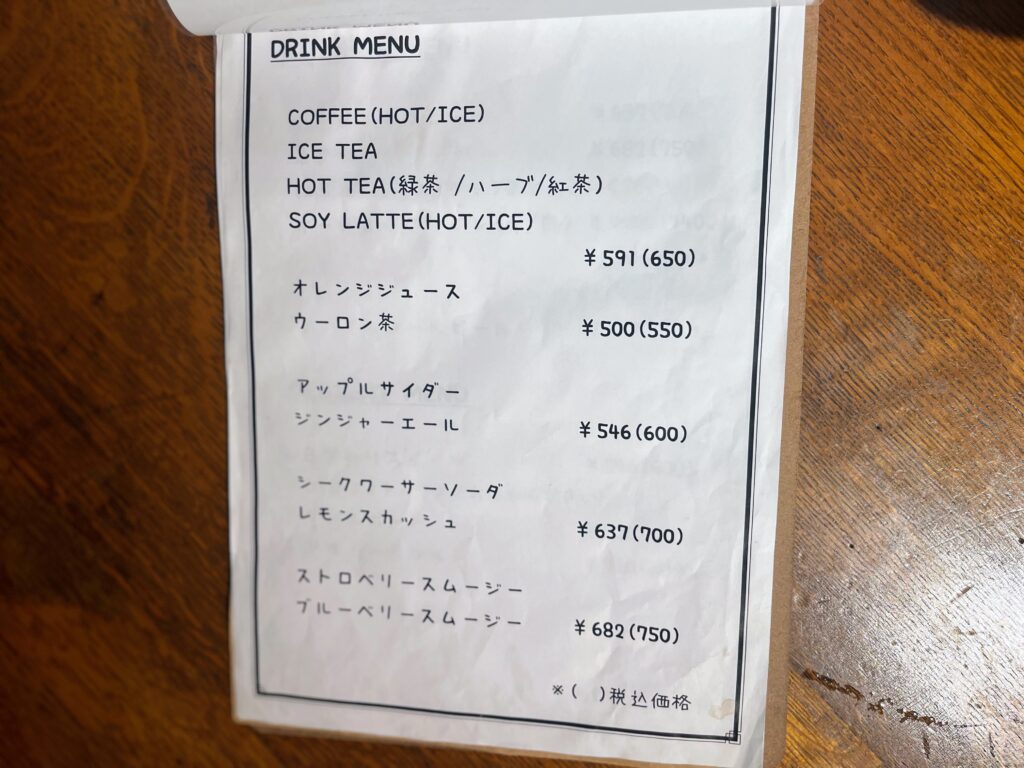 DRINK MENU
COFFEE(HOT/ICE)
ICE TEA
HOT TEA(緑茶 /ハーブ/紅茶)
SOY LATTE(HOT/ICE)
¥591(650)
オレンジジュース
ウーロン茶 ¥500(550)
アップルサイダー
ジンジャーエール ¥546(600)
シークワーサーソーダ
レモンスカッシュ ¥637(700)
ストロベリースムージー
ブルーベリースムージー ¥682(750)
※( )税込価格